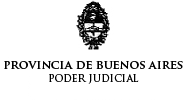 PROVINCIA DE BUENOS AIRES
PODER JUDICIAL